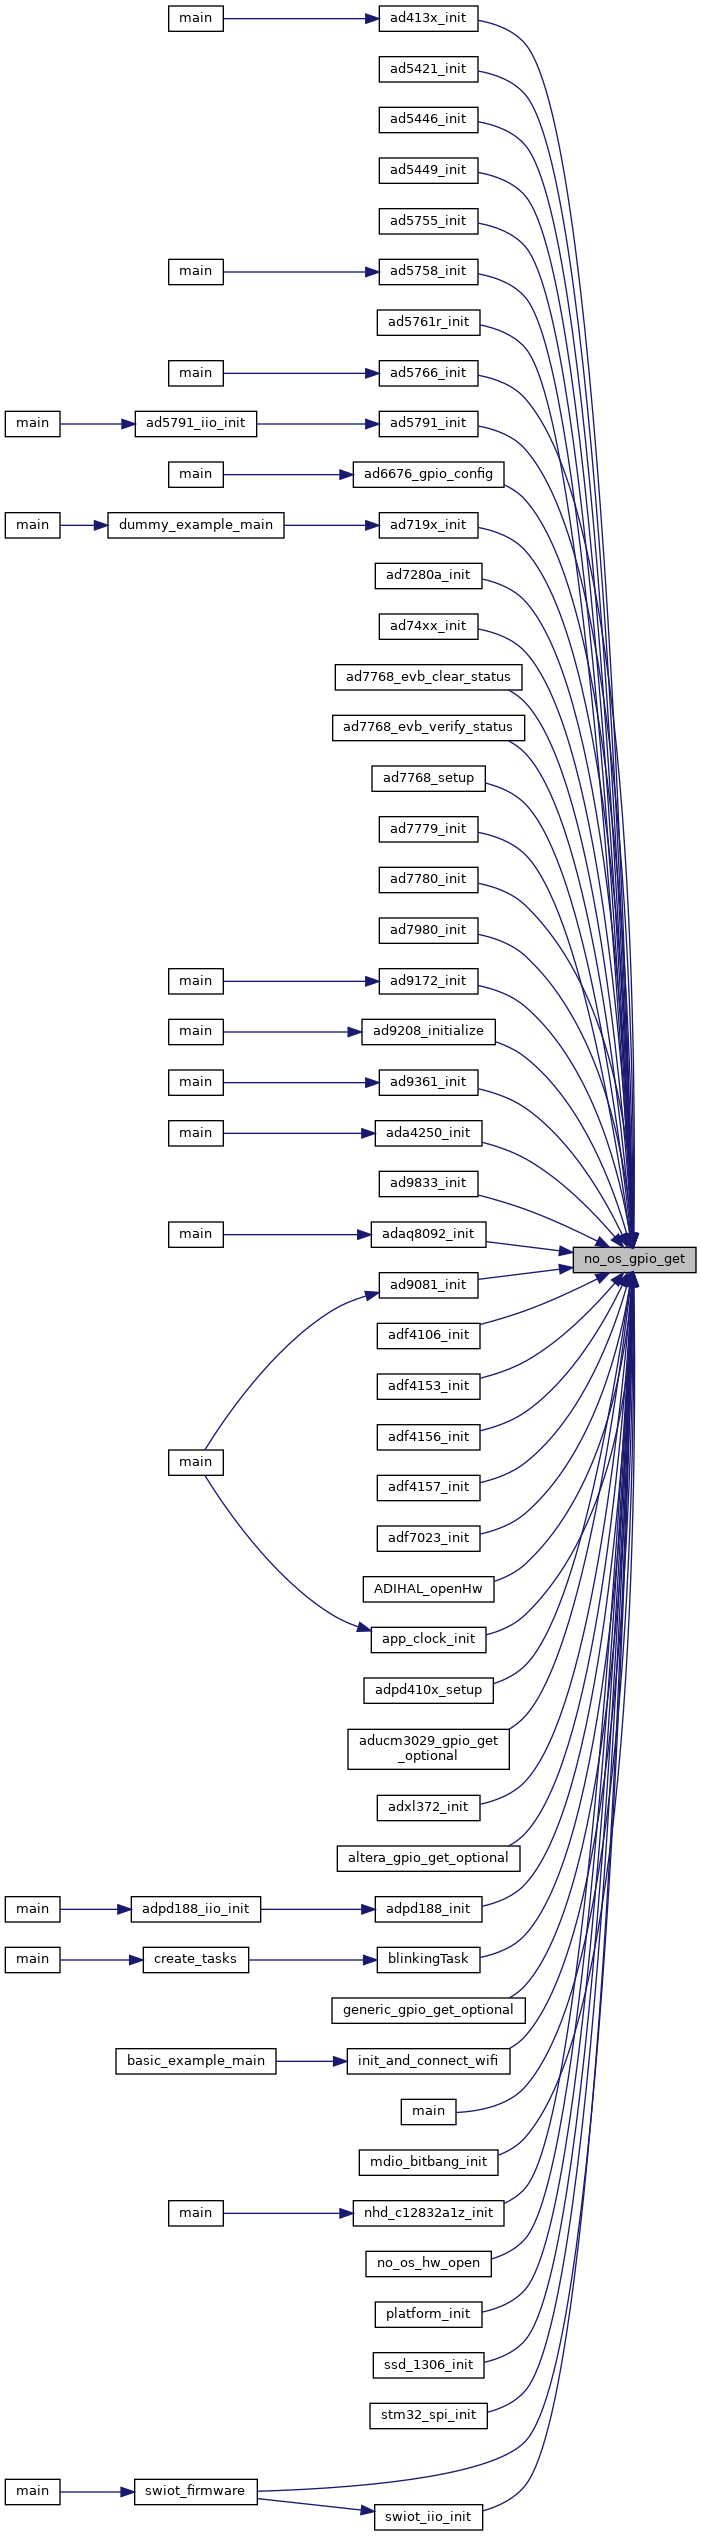 main
ad413x_init
ad5421_init
ad5446_init
ad5449_init
ad5755_init
main
ad5758_init
ad5761r_init
main
ad5766_init
main
ad5791_iio_init
ad5791_init
main
ad6676_gpio_config
main
dummy_example_main
ad719x_init
ad7280a_init
ad74xx_init
ad7768_evb_clear_status
ad7768_evb_verify_status
ad7768_setup
ad7779_init
ad7780_init
ad7980_init
main
ad9172_init
main
ad9208_initialize
main
ad9361_init
main
ada4250_init
ad9833_init
main
adaq8092_init
no_os_gpio_get
ad9081_init
adf4106_init
adf4153_init
adf4156_init
main
adf4157_init
adf7023_init
ADIHAL_openHw
app_clock_init
adpd410x_setup
aducm3029_gpio_get
_optional
adxl372_init
altera_gpio_get_optional
main
adpd188_iio_init
adpd188_init
main
create_tasks
blinkingTask
generic_gpio_get_optional
basic_example_main
init_and_connect_wifi
main
mdio_bitbang_init
main
nhd_c12832a1z_init
no_os_hw_open
platform_init
ssd_1306_init
stm32_spi_init
main
swiot_firmware
swiot_iio_init